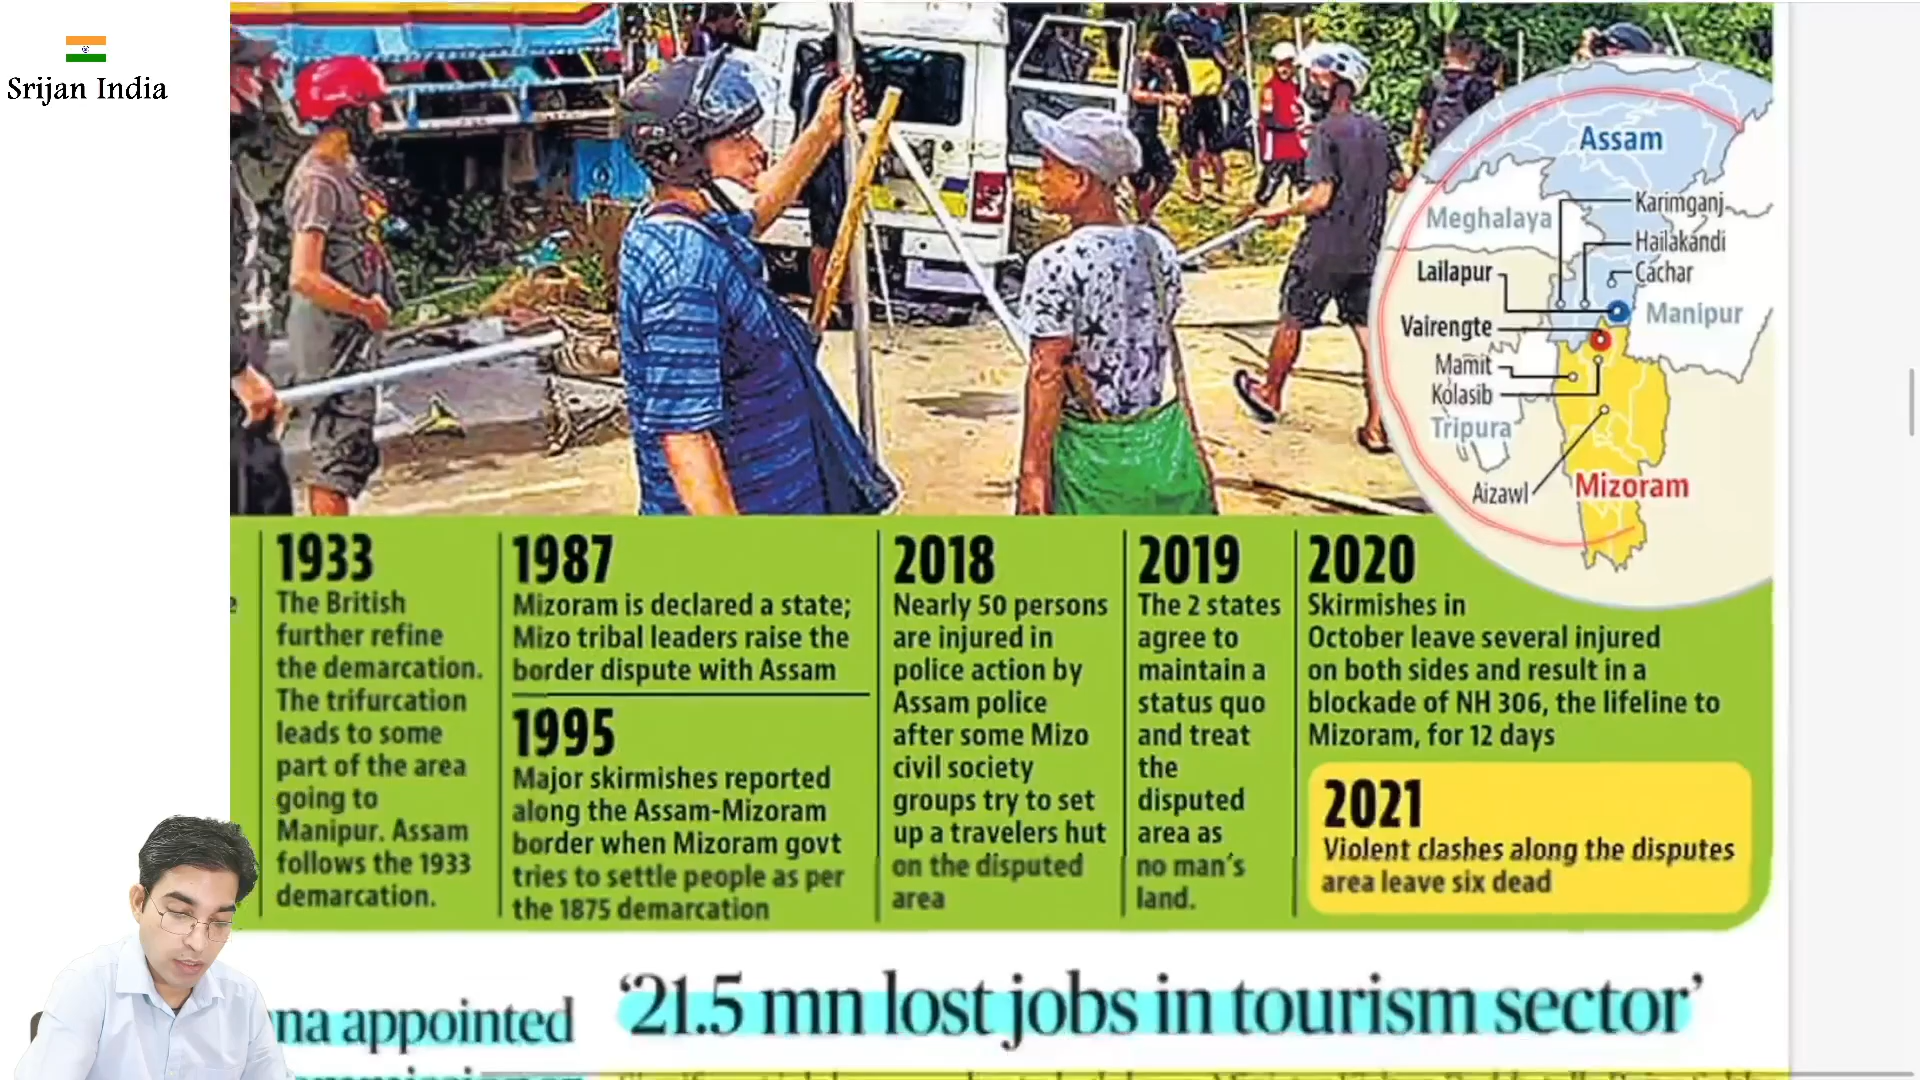 Srijan India
Assam
Karimganj
Meghalaya
Hailakandi
Lailapur
Cachar
Manipur
Vairengte
Mamit
Kolasib
Tripura
Aizawl
Mizoram
1933
The British
further refine
the demarcation.
The trifurcation
leads to some
part of the area
going to
Manipur. Assam
follows the 1933
demarcation.
1987
Mizoram is declared a state;
Mizo tribal leaders raise the
border dispute with Assam
1995
Major skirmishes reported
along the Assam-Mizoram
border when Mizoram govt
tries to settle people as per
the 1875 demarcation
2018
Nearly 50 persons
are injured in
police action by
Assam police
after some Mizo
civil society
groups try to set
up a travelers hut
on the disputed
area
2019
The 2 states
agree to
maintain a
status quo
and treat
the
disputed
area as
no man's
land.
2020
Skirmishes in
October leave several injured
on both sides and result in a
blockade of NH 306, the lifeline to
Mizoram, for 12 days
2021
Violent clashes along the disputes
area leave six dead
na appointed
‘21.5 mn lost jobs in tourism sector’